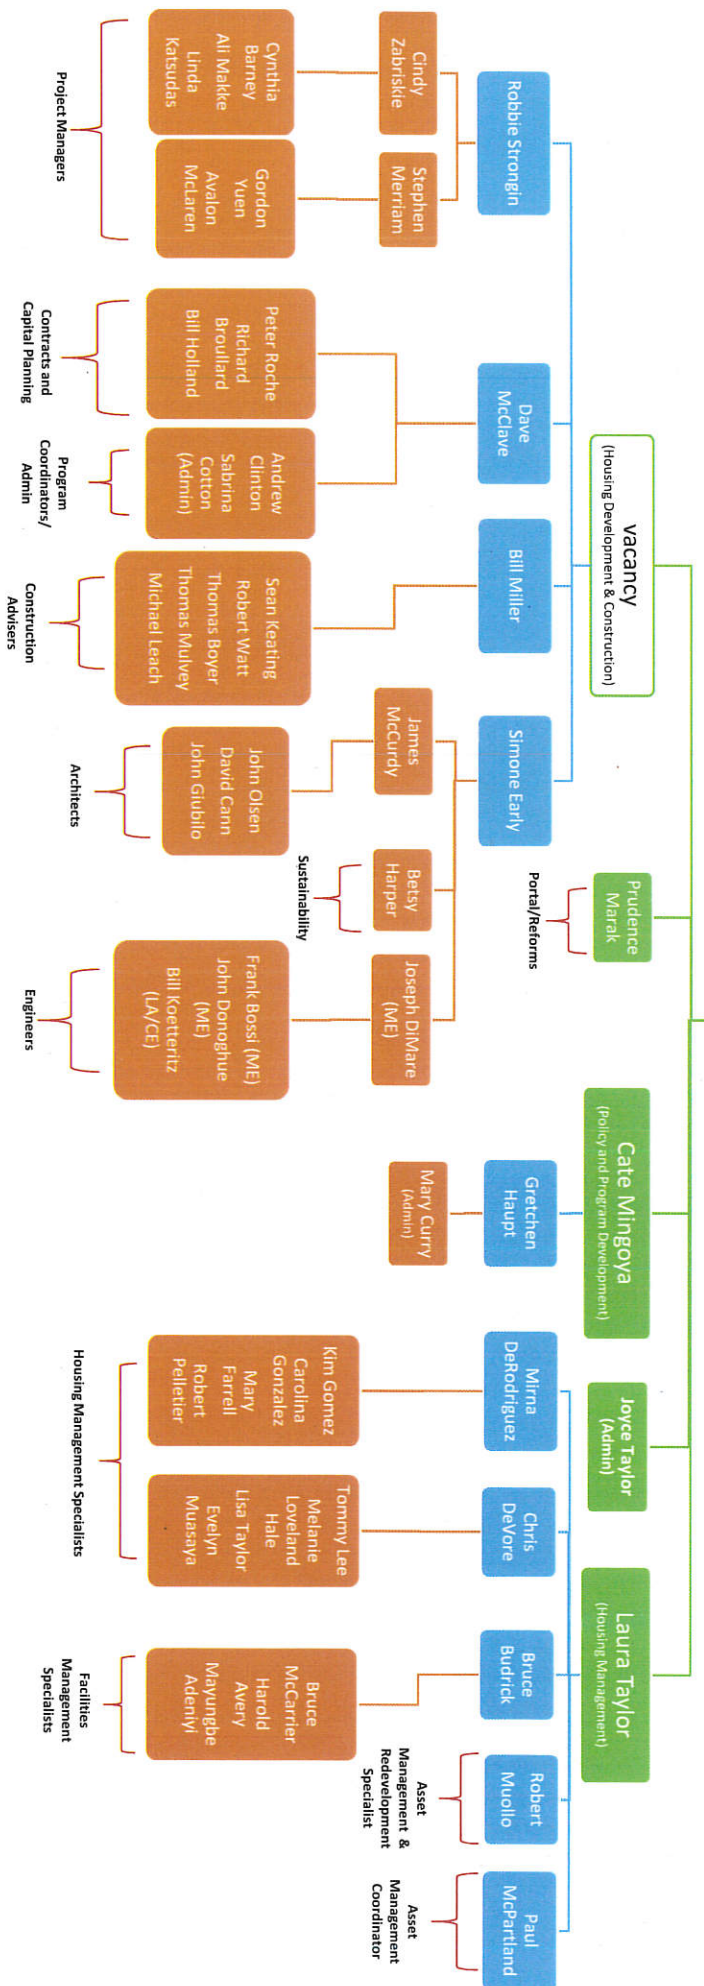 vacancy
(Housing Development & Construction)
Prudence
Marak
Portal/Reforms
Cate Mingoya
(Policy and Program Development)
Joyce Taylor
(Admin)
Laura Taylor
(Housing Management)
Robbie Strongin
Dave
McClave
Bill Miller
Simone Early
Gretchen
Haupt
Mirna
DeRodriguez
Chris
DeVore
Bruce
Budrick
Robert
Muollo
Paul
McPartland
Cindy
Zabriskie
Stephen
Merriam
James
McCurdy
Betsy
Harper
Sustainability
Joseph DiMare
(ME)
Mary Curry
(Admin)
Asset
Management &
Redevelopment
Specialist
Asset
Management
Coordinator
Cynthia
Barney
Ali Makke
Linda
Katsudas
Gordon
Yuen
Avalon
McLaren
Project Managers
Peter Roche
Richard
Broullard
Bill Holland
Contracts and
Capital Planning
Andrew
Clinton
Sabrina
Cotton
(Admin)
Program
Coordinators/
Admin
Sean Keating
Robert Watt
Thomas Boyer
Thomas Mulvey
Michael Leach
Construction
Advisers
John Olsen
David Cann
John Giubilo
Architects
Frank Bossi (ME)
John Donoghue
(ME)
Bill Koetteritz
(LA/CE)
Engineers
Kim Gomez
Carolina
Gonzalez
Mary
Farrell
Robert
Pelletier
Tommy Lee
Melanie
Loveland
Hale
Lisa Taylor
Evelyn
Muasaya
Housing Management Specialists
Bruce
McCarrier
Harold
Avery
Mayungbe
Adeniyi
Facilities
Management
Specialists